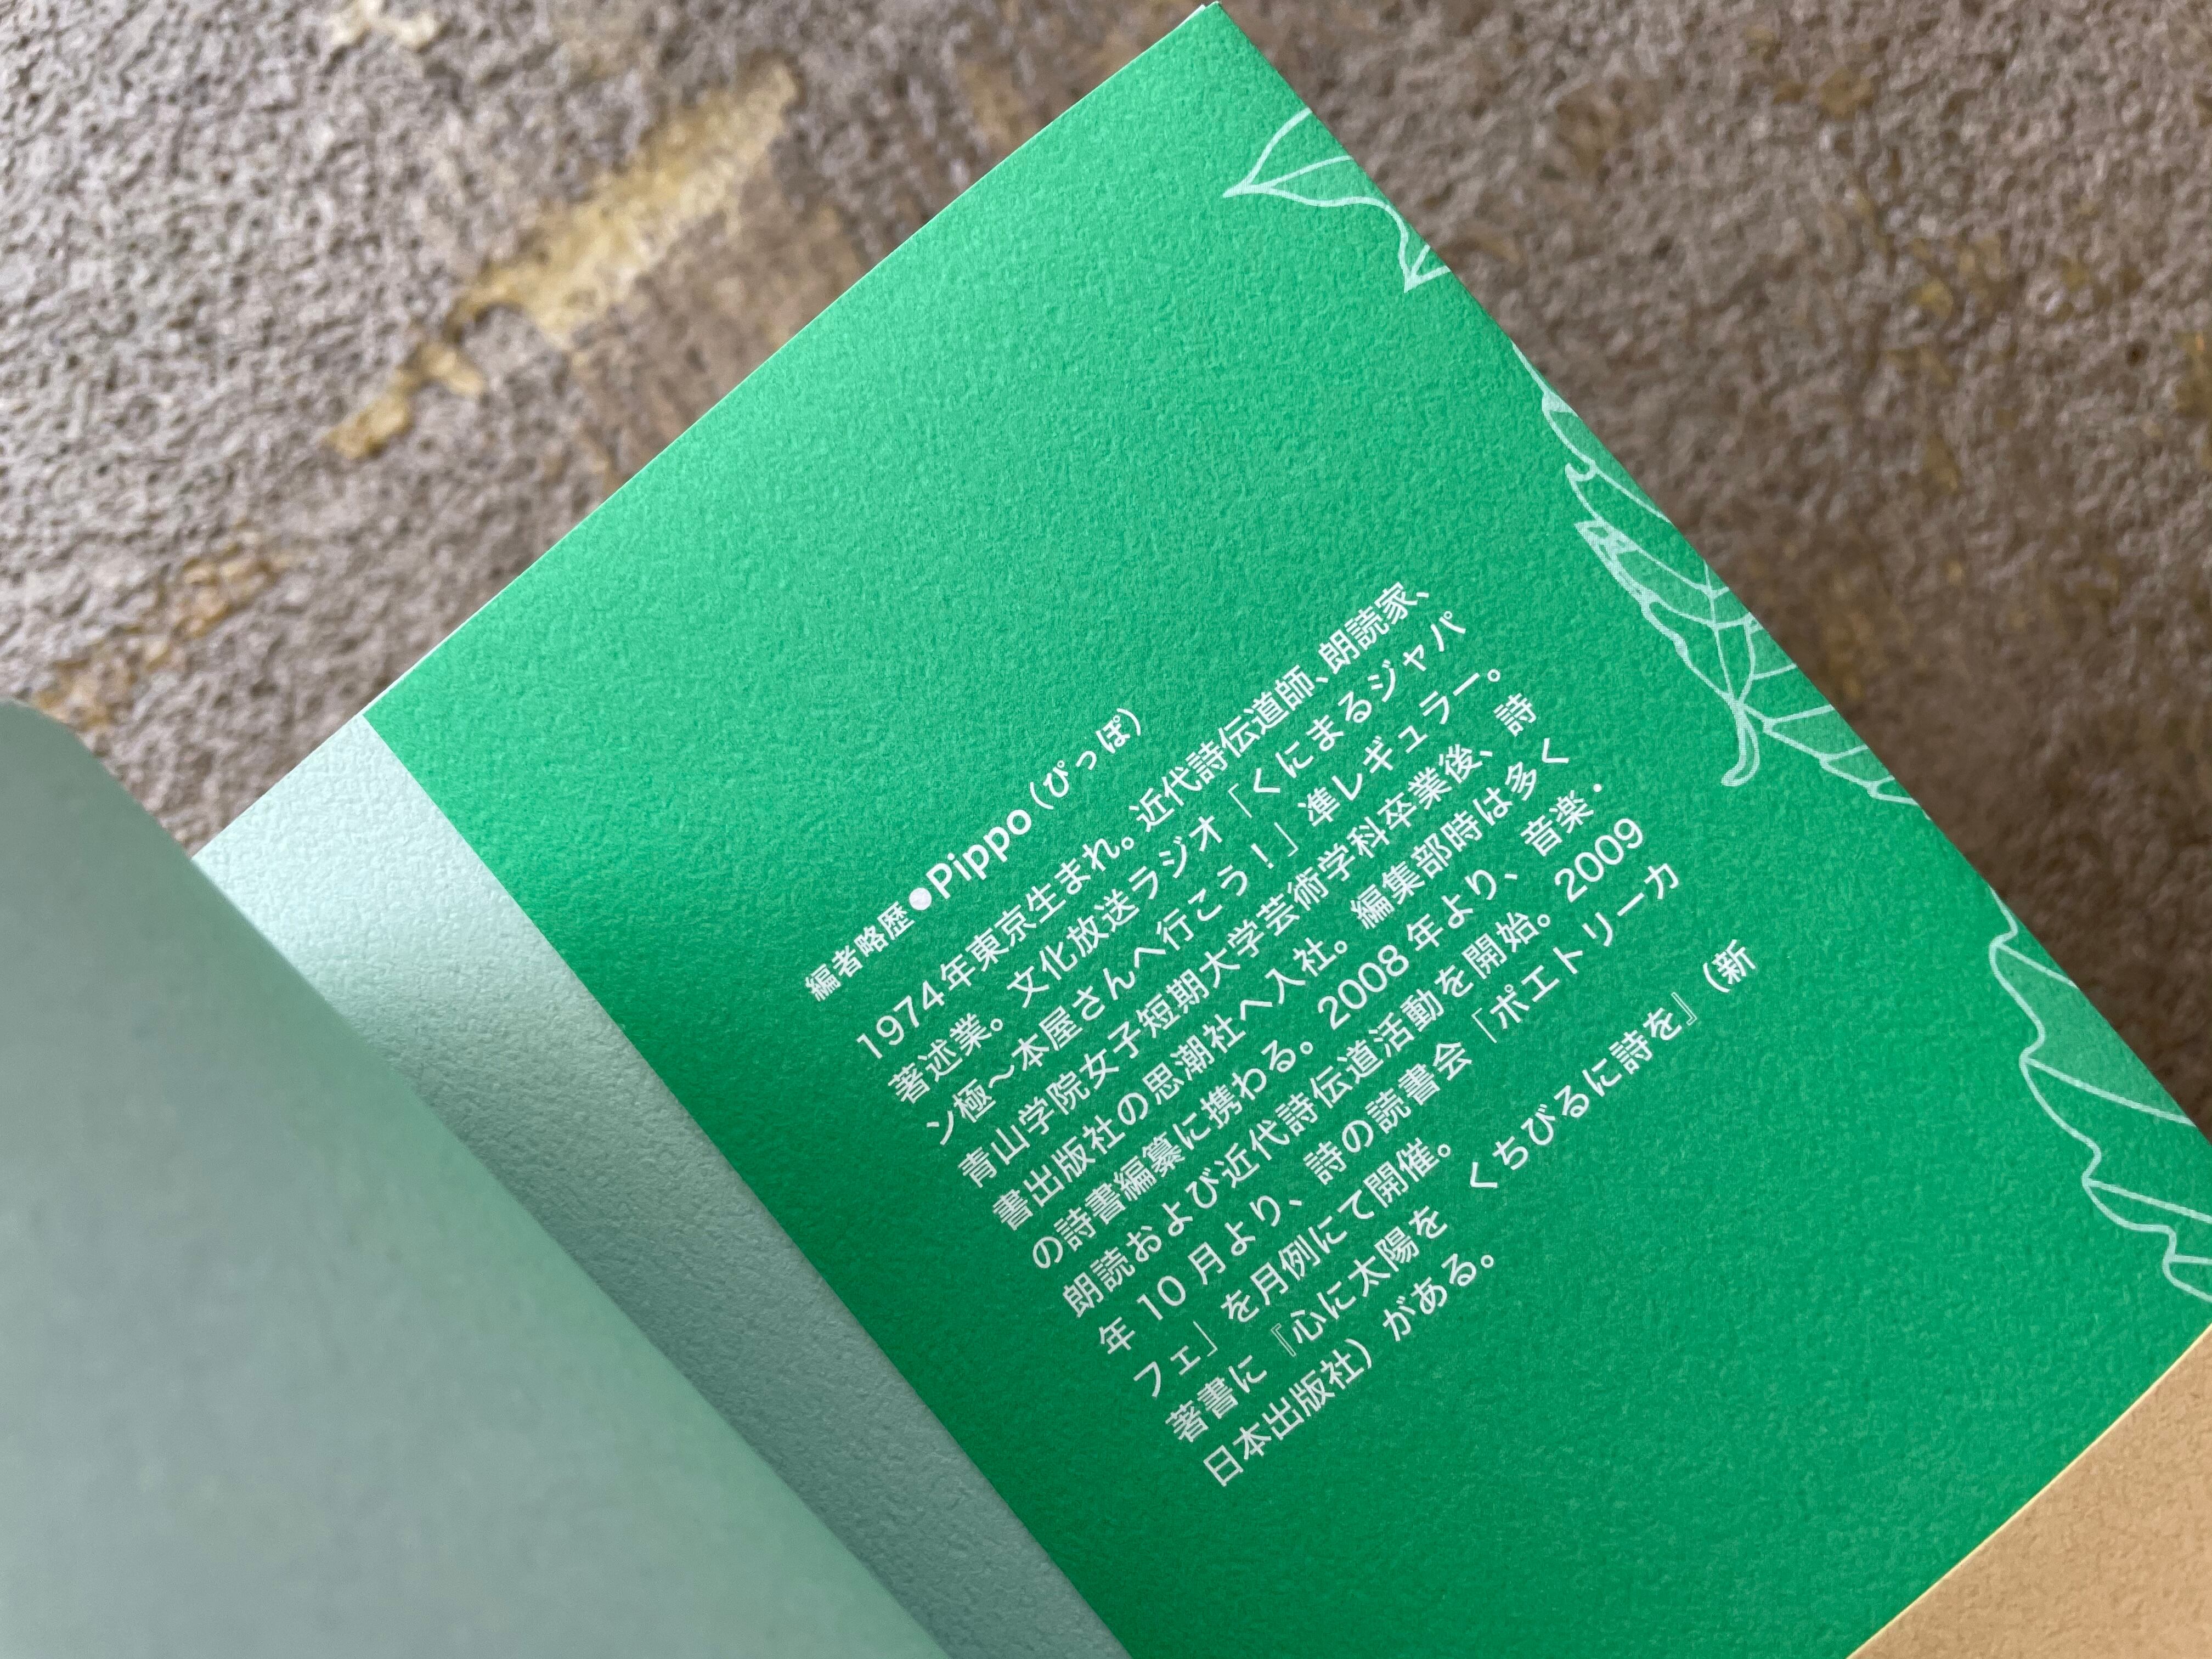 編者略歴●Pippo（ぴっぽ）
1974年東京生まれ。近代詩伝道師、朗読家、
著述業。文化放送ラジオ「くにまるジャパ
ン極〜本屋さんへ行こう！」準レギュラー。
青山学院女子短期大学芸術学科卒業後、詩
書出版社の思潮社へ入社。編集部時は多く
の詩書編纂に携わる。2008年より、音楽・
朗読および近代詩伝道活動を開始。2009
年10月より、詩の読書会「ポエトリーカ
フェ」を月例にて開催。
著書に『心に太陽を　くちびるに詩を』（新
日本出版社）がある。